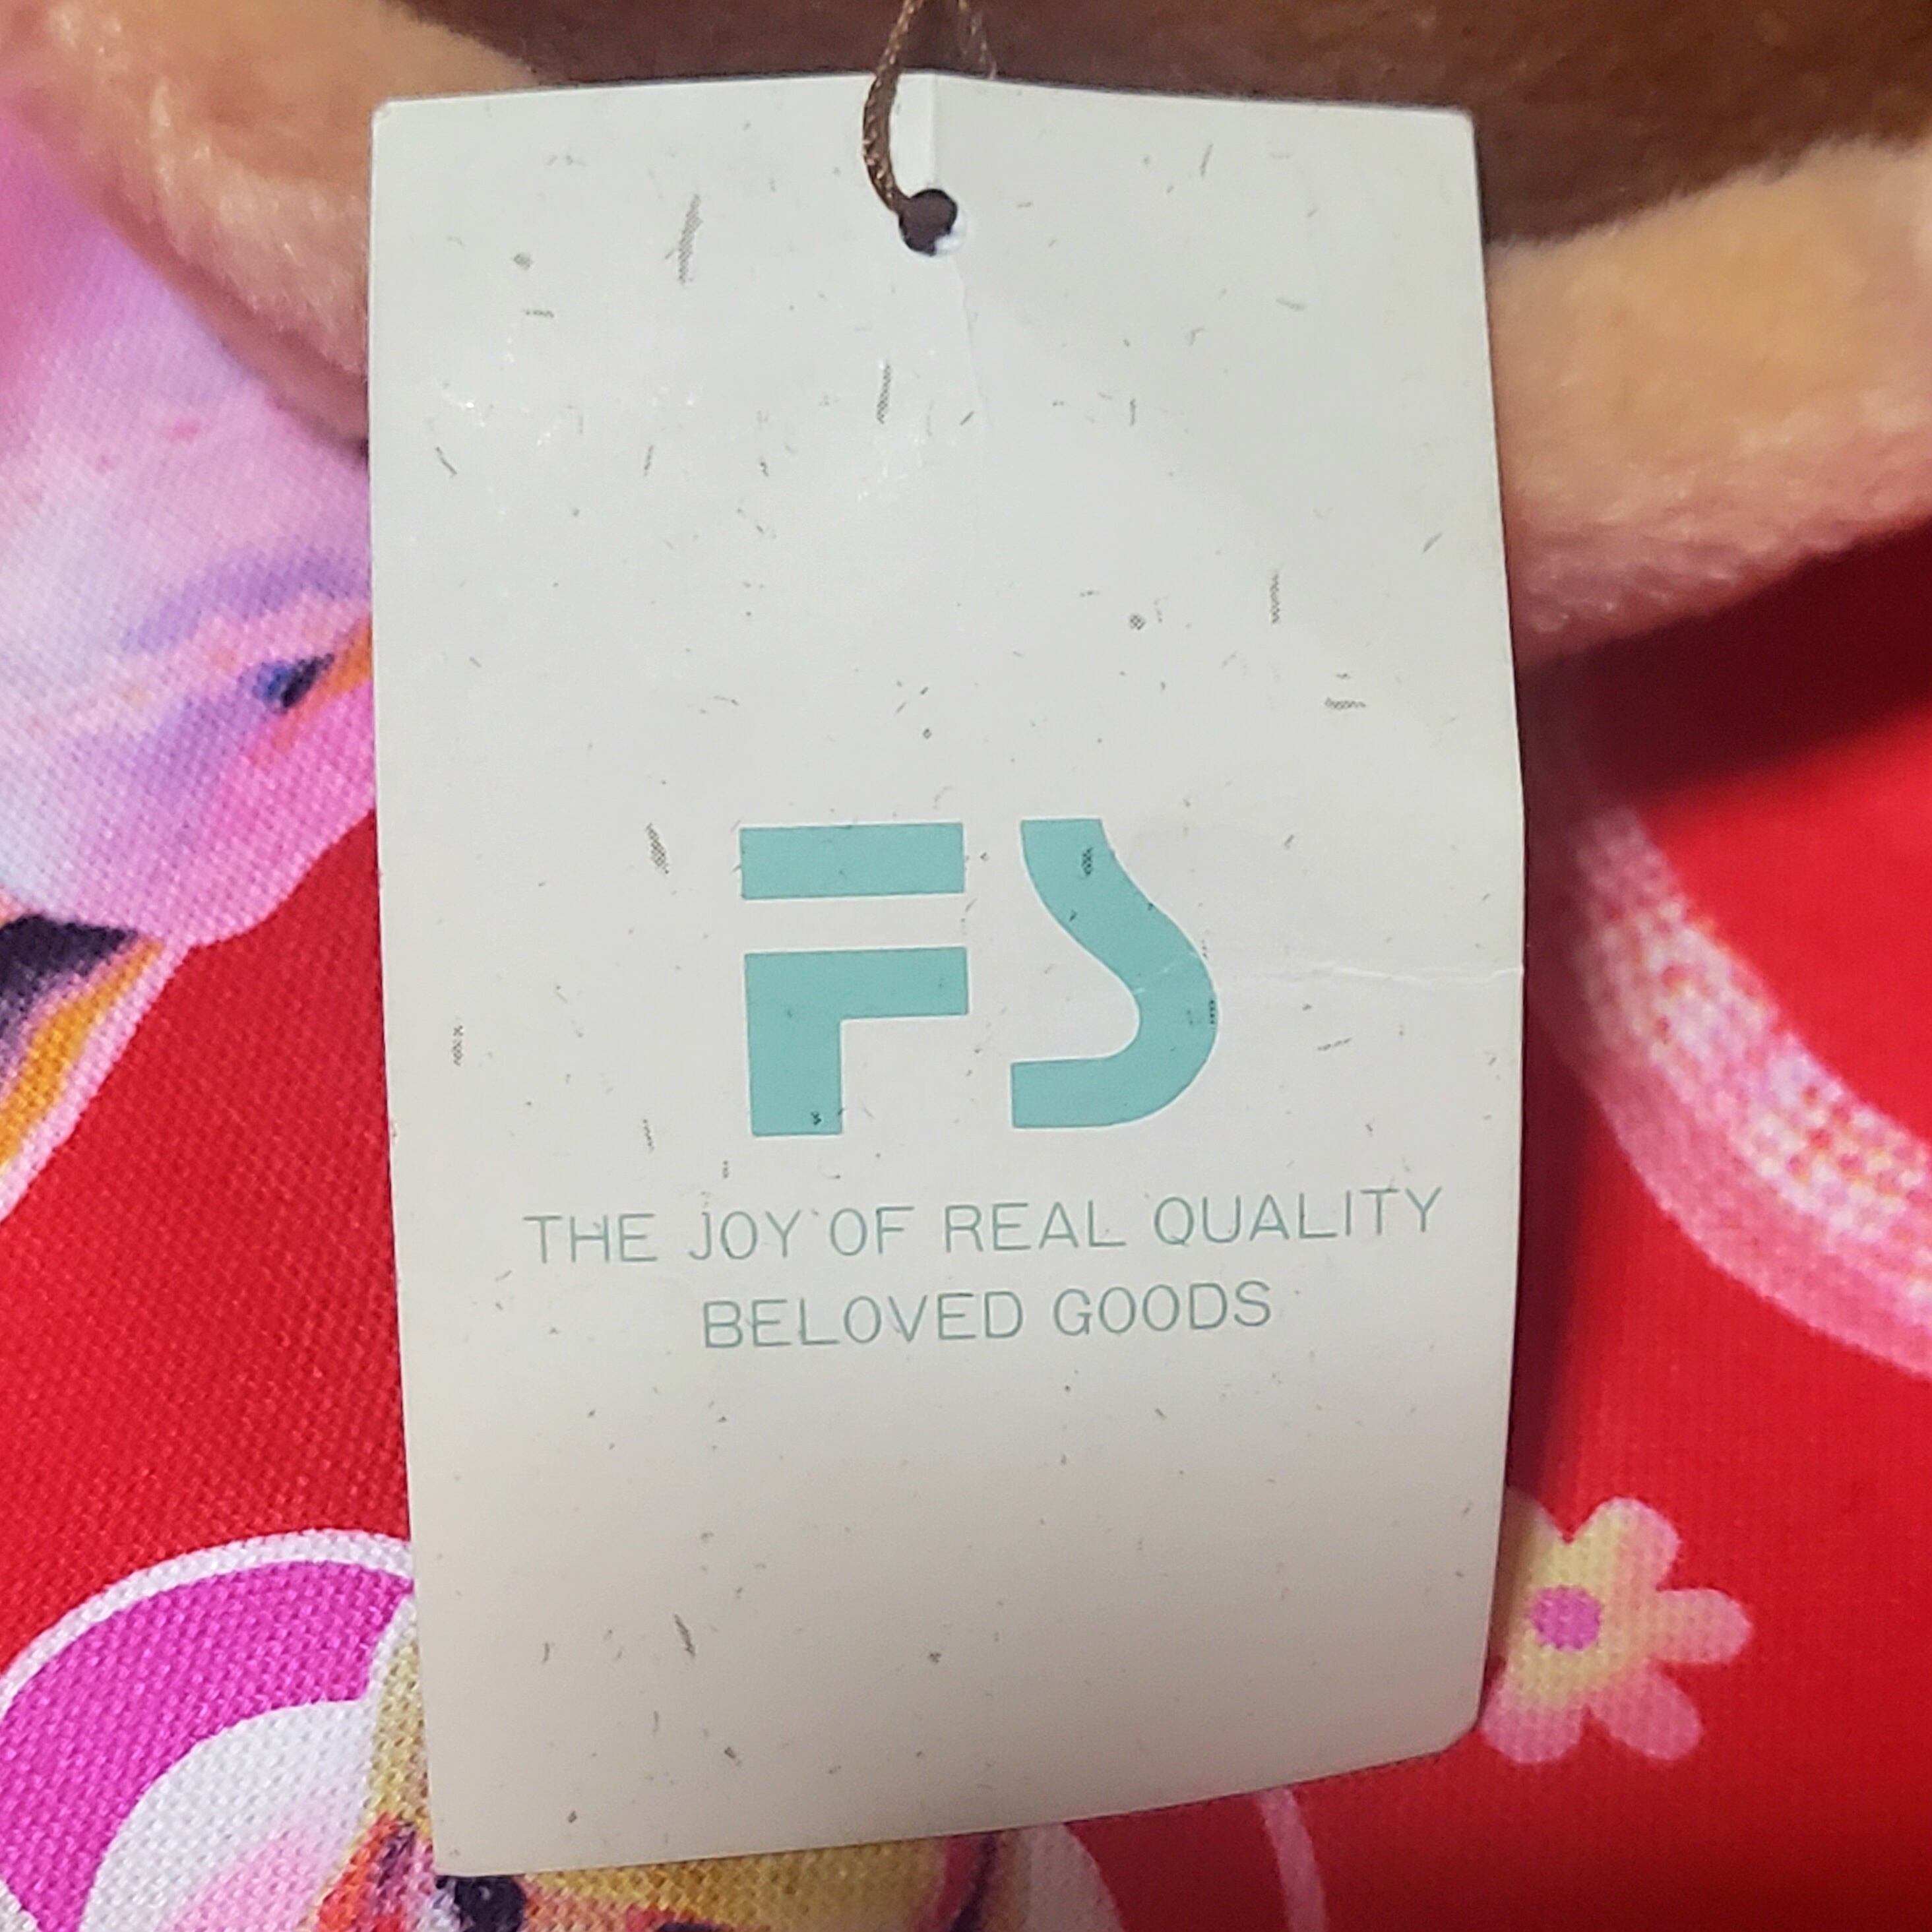 FS
THE JOY OF REAL QUALITY
BELOVED GOODS